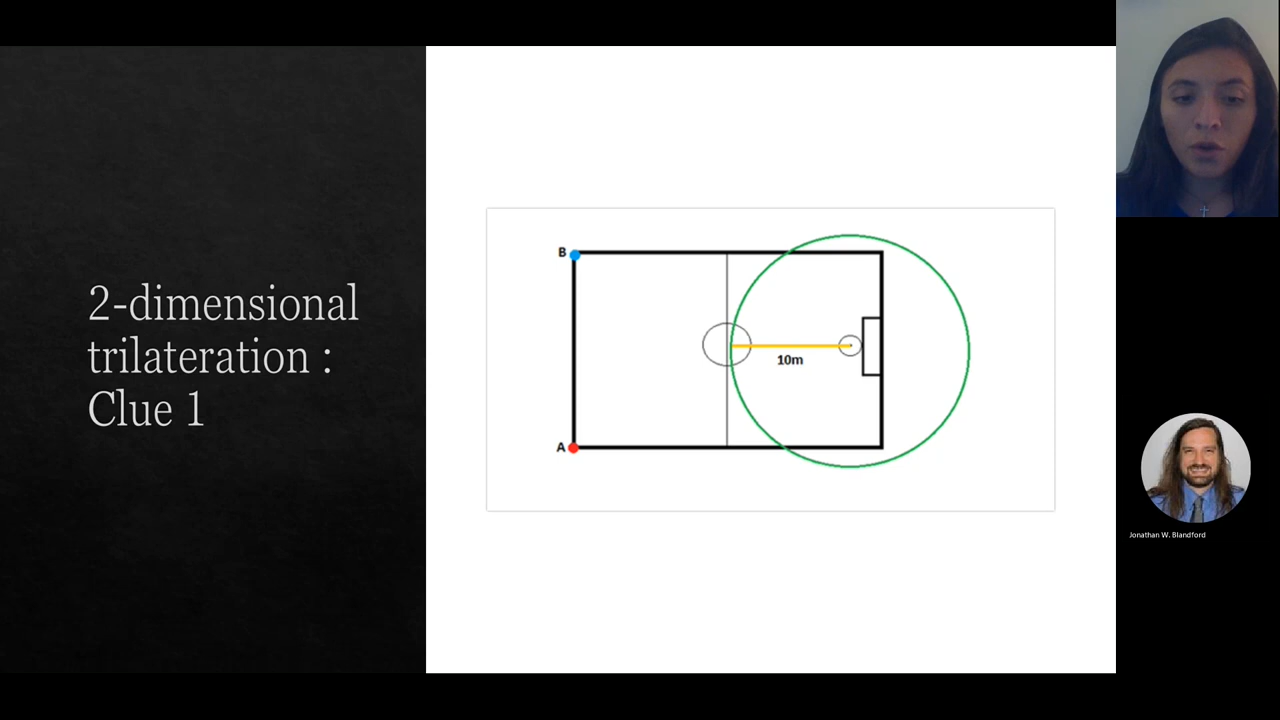 2-dimensional
trilateration :
Clue 1
B
10m
A
Jonathan W. Blandford